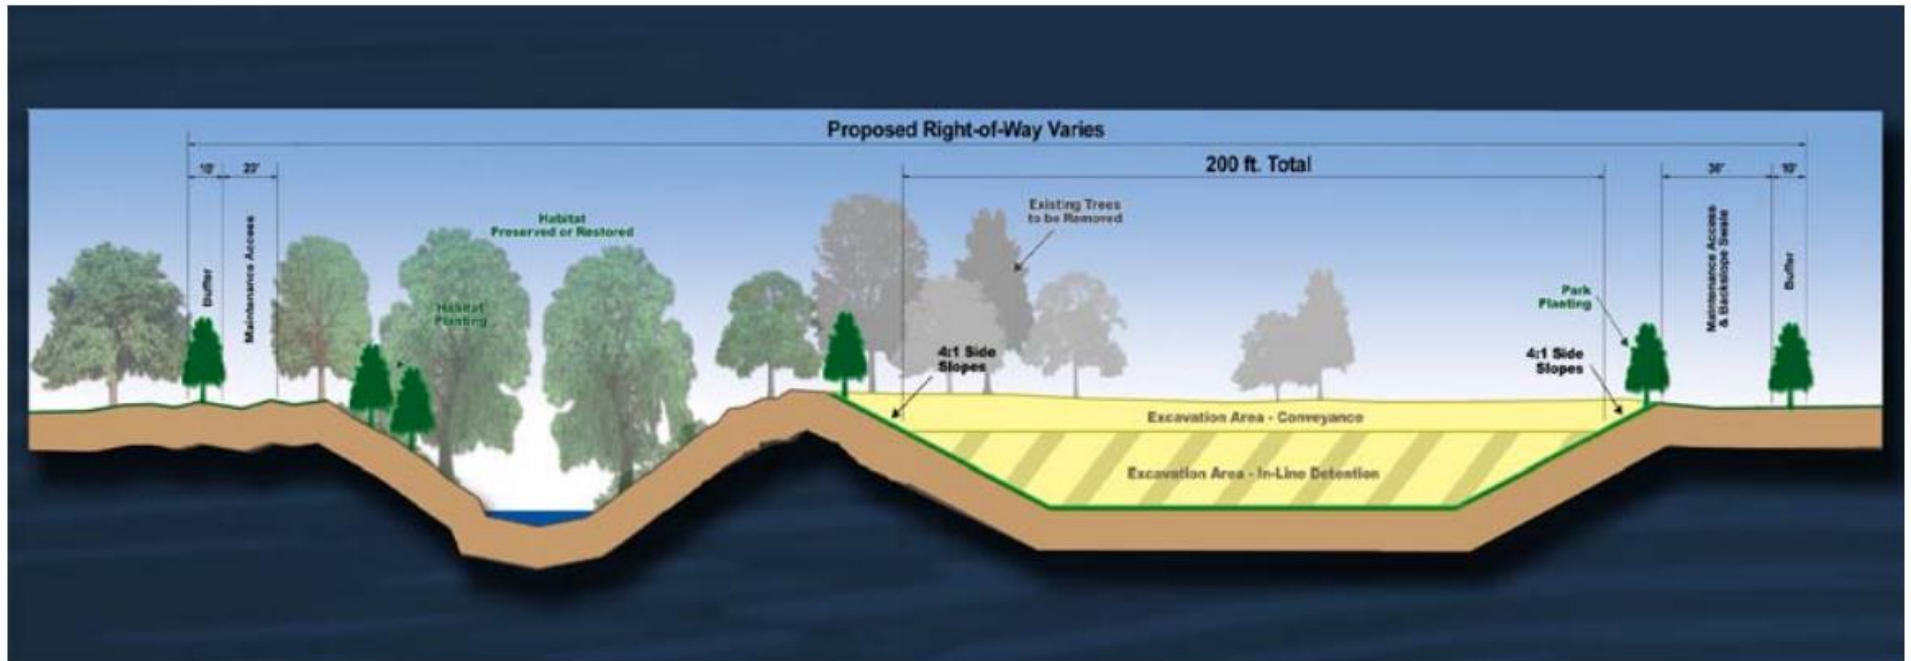 Proposed Right-of-Way Varies
200 ft. Total
10'
20'
30'
10'
Buffer
Maintenance Access
Habitat
Preserved or Restored
Habitat
Planting
Existing Trees
to be Removed
4:1 Side
Slopes
Park
Planting
4:1 Side
Slopes
Maintenance Access
& Backslope Swale
Buffer
Excavation Area - Conveyance
Excavation Area - In-Line Detention